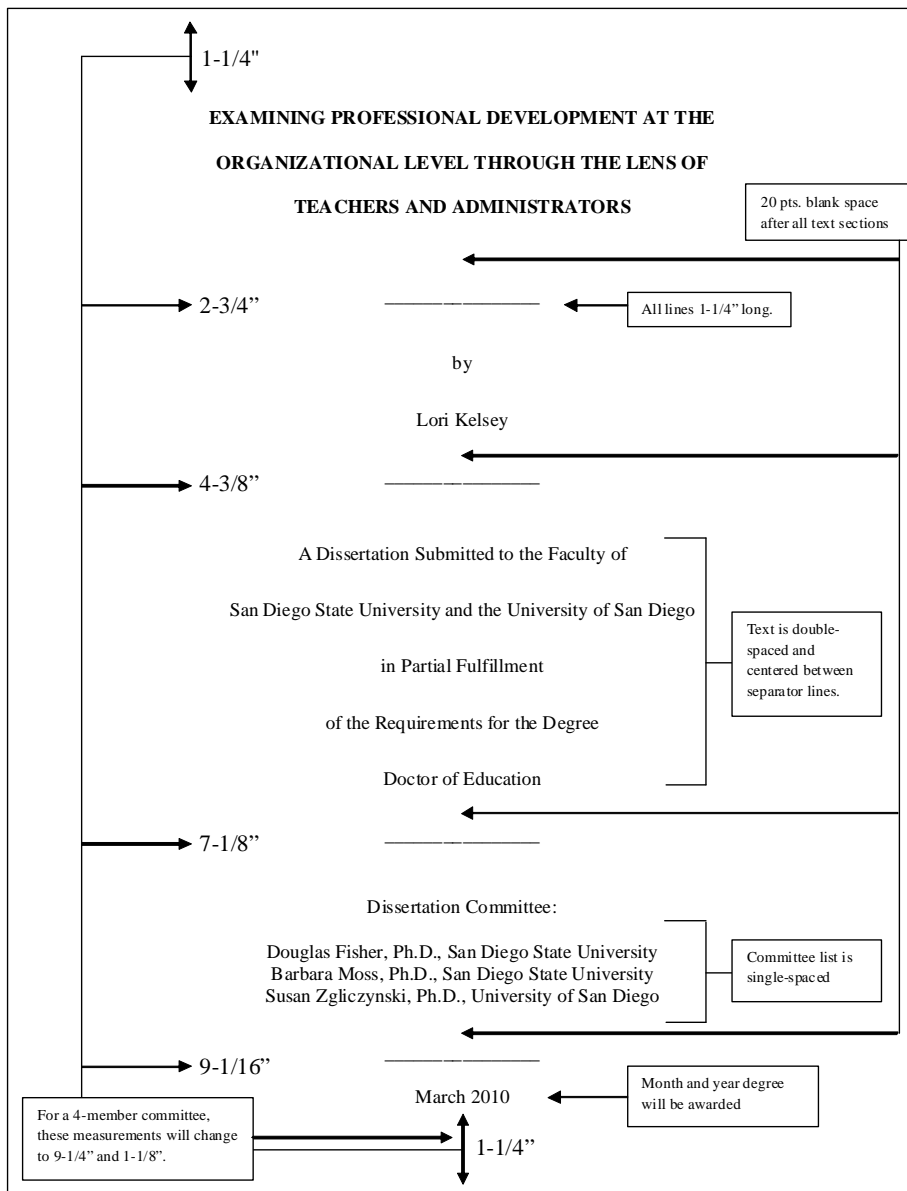 1-1/4"
EXAMINING PROFESSIONAL DEVELOPMENT AT THE
ORGANIZATIONAL LEVEL THROUGH THE LENS OF
TEACHERS AND ADMINISTRATORS
20 pts. blank space
after all text sections
2-3/4”
All lines 1-1/4” long.
by
Lori Kelsey
4-3/8”
A Dissertation Submitted to the Faculty of
San Diego State University and the University of San Diego
in Partial Fulfillment
of the Requirements for the Degree
Doctor of Education
Text is double-
spaced and
centered between
separator lines.
7-1/8”
Dissertation Committee:
Douglas Fisher, Ph.D., San Diego State University
Barbara Moss, Ph.D., San Diego State University
Susan Zgliczynski, Ph.D., University of San Diego
Committee list is
single-spaced
9-1/16”
March 2010
Month and year degree
will be awarded
For a 4-member committee,
these measurements will change
to 9-1/4” and 1-1/8”.
1-1/4”